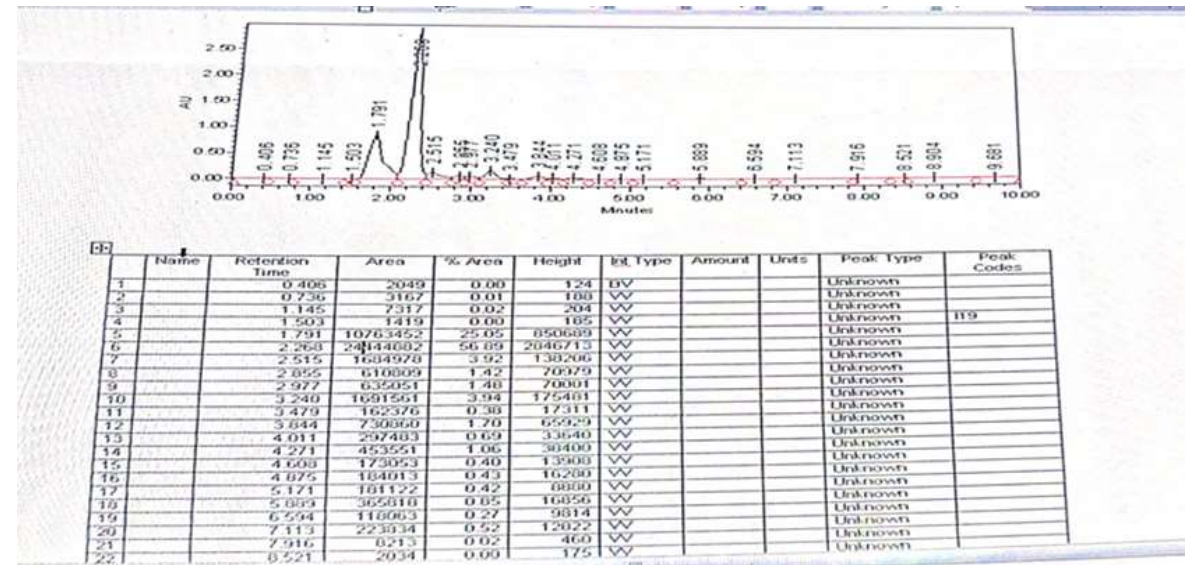 2.50
2.00
1.50
1.00
0.50
0.00
AU
0.406
0.736
1.145
1.503
1.791
2.268
2.515
2.855
2.977
3.240
3.479
3.844
4.011
4.271
4.608
4.875
5.171
5.889
6.594
7.113
7.916
8.521
8.904
9.681
0.00 1.00 2.00 3.00 4.00 5.00 6.00 7.00 8.00 9.00 10.00
Minutes
Name Retention Time Area % Area Height Int Type Amount Units Peak Type Peak Codes
1 0.406 2049 0.00 124 BV Unknown
2 0.736 3167 0.01 188 VV Unknown
3 1.145 7317 0.02 204 VV Unknown
4 1.503 1419 0.00 185 VV Unknown I19
5 1.791 10763452 25.05 850689 VV Unknown
6 2.268 56.89 2846713 VV Unknown
7 2.515 1684978 3.92 138206 VV Unknown
8 2.855 610809 1.42 70979 VV Unknown
9 2.977 635051 1.48 70001 VV Unknown
10 3.240 1691561 3.94 175481 VV Unknown
11 3.479 162376 0.38 17311 VV Unknown
12 3.844 730860 1.70 65929 VV Unknown
13 4.011 297483 0.69 33640 VV Unknown
14 4.271 453551 1.06 38400 VV Unknown
15 4.608 173053 0.40 13908 VV Unknown
16 4.875 184013 0.43 16280 VV Unknown
17 5.171 181122 0.42 8880 VV Unknown
18 5.889 365818 0.85 16856 VV Unknown
19 6.594 118063 0.27 9814 VV Unknown
20 7.113 223034 0.52 12822 VV Unknown
21 7.916 8213 0.02 460 VV Unknown
22 8.521 2034 0.00 175 VV Unknown